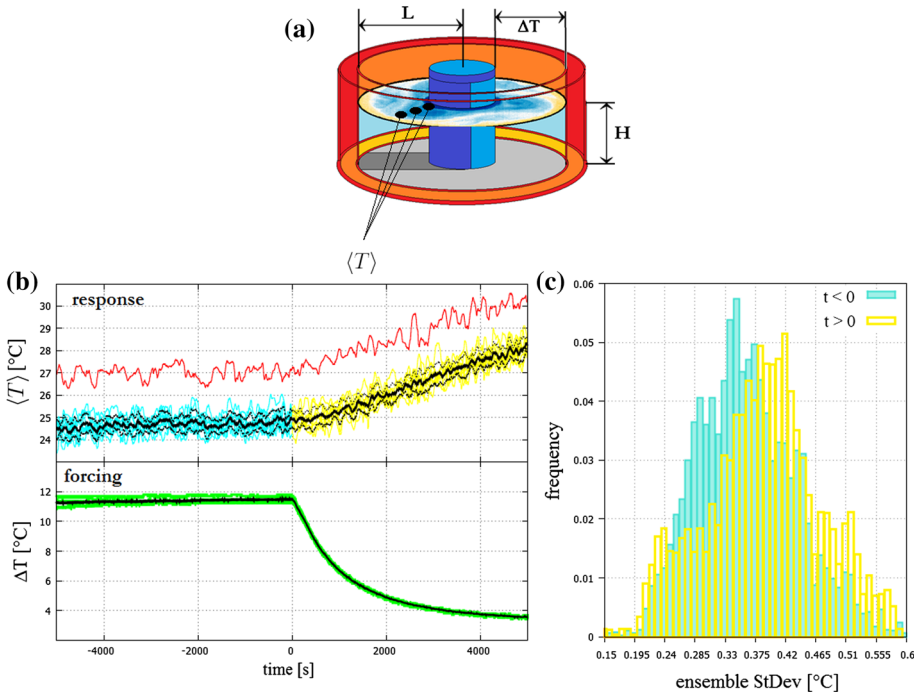 (a)
L
ΔT
H
⟨T⟩
(b)
response
31
30
29
28
27
26
25
24
⟨T⟩ [°C]
forcing
12
10
8
6
4
ΔT [°C]
-4000
-2000
0
2000
4000
time [s]
(c)
t < 0
t > 0
0.06
0.05
0.04
0.03
0.02
0.01
0
frequency
0.15
0.195
0.24
0.285
0.33
0.375
0.42
0.465
0.51
0.555
0.6
ensemble StDev [°C]